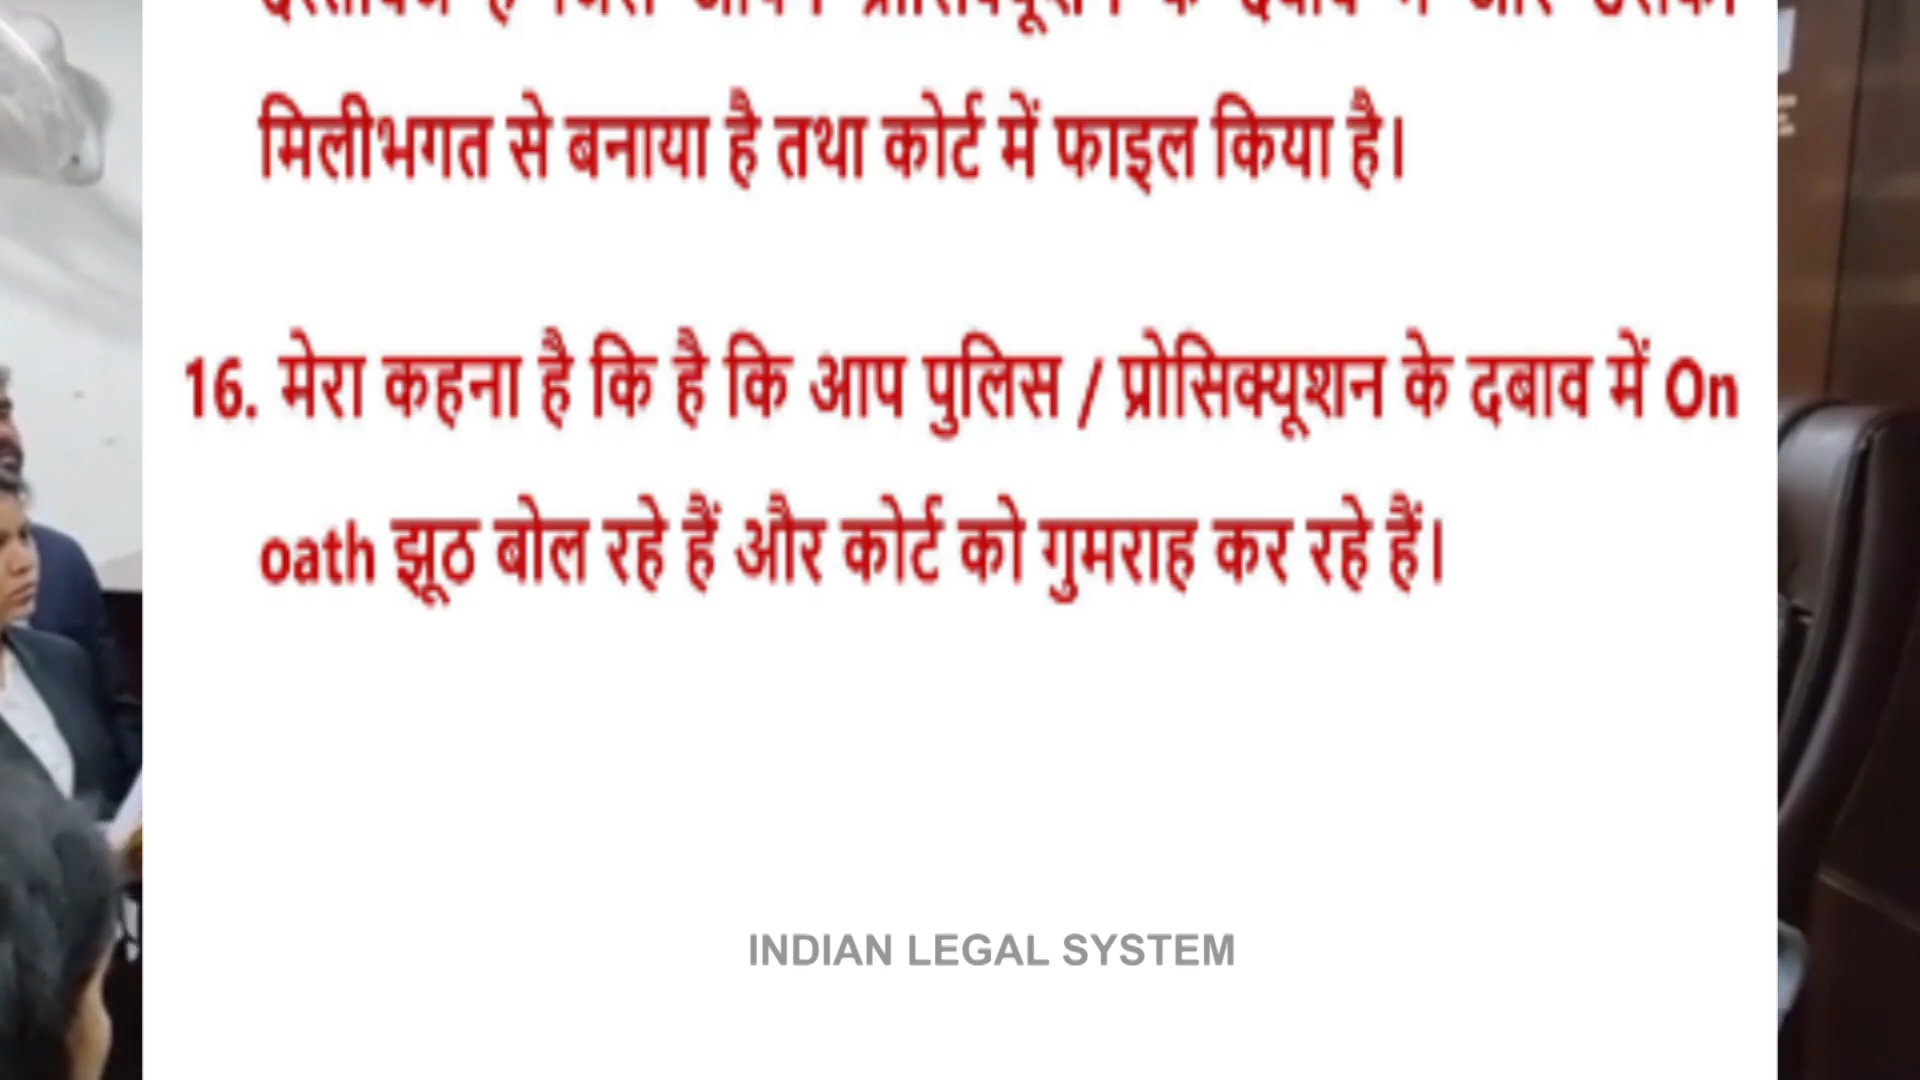 मिलीभगत से बनाया है तथा कोर्ट में फाइल किया है।
16. मेरा कहना है कि है कि आप पुलिस / प्रोसिक्यूशन के दबाव में On
oath झूठ बोल रहे हैं और कोर्ट को गुमराह कर रहे हैं।
INDIAN LEGAL SYSTEM